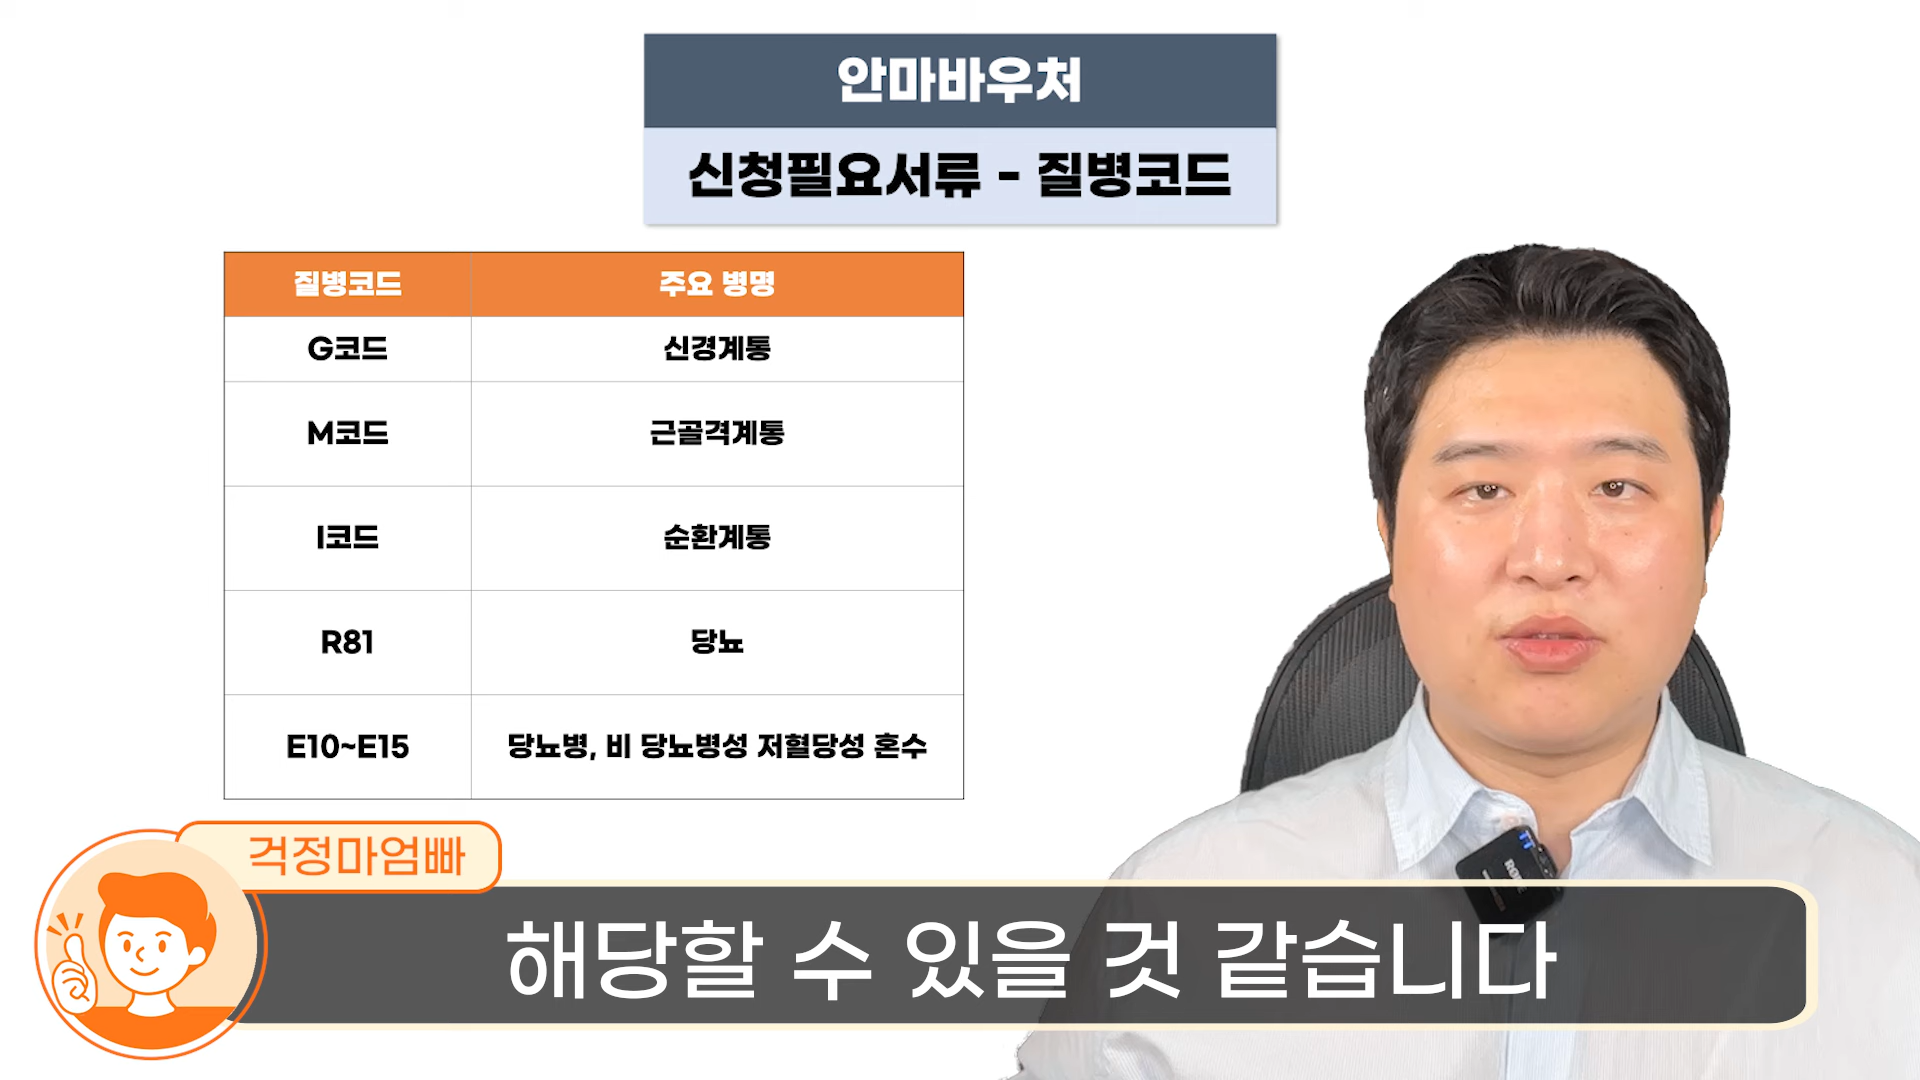 안마바우처
신청필요서류 - 질병코드
질병코드 주요 병명
G코드 신경계통
M코드 근골격계통
I코드 순환계통
R81 당뇨
E10~E15 당뇨병, 비 당뇨병성 저혈당성 혼수
걱정마엄빠
해당할 수 있을 것 같습니다